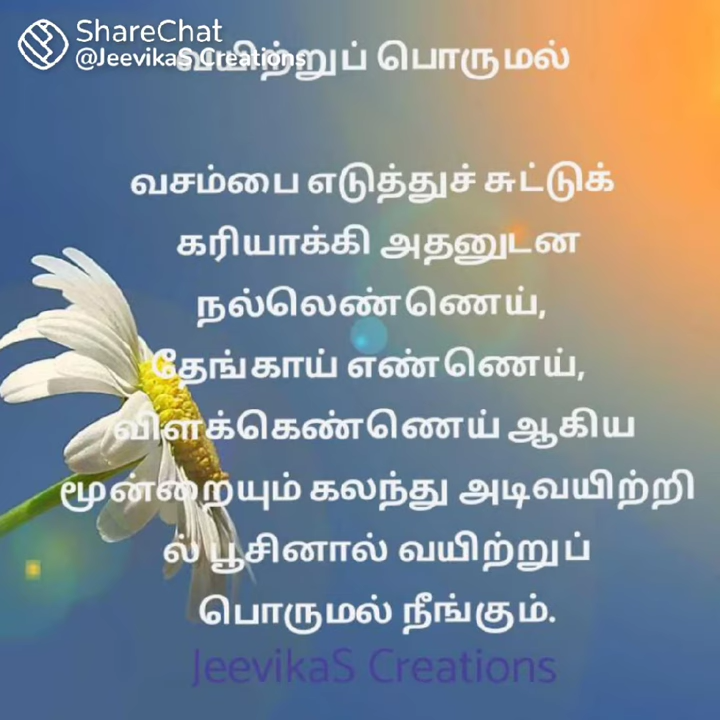 ShareChat
@JeevikaS Creations
வயிற்றுப் பொருமல்
வசம்பை எடுத்துச் சுட்டுக்
கரியாக்கி அதனுடன
நல்லெண்ணெய்,
தேங்காய் எண்ணெய்,
விளக்கெண்ணெய் ஆகிய
மூன்றையும் கலந்து அடிவயிற்றி
ல் பூசினால் வயிற்றுப்
பொருமல் நீங்கும்.
JeevikaS Creations